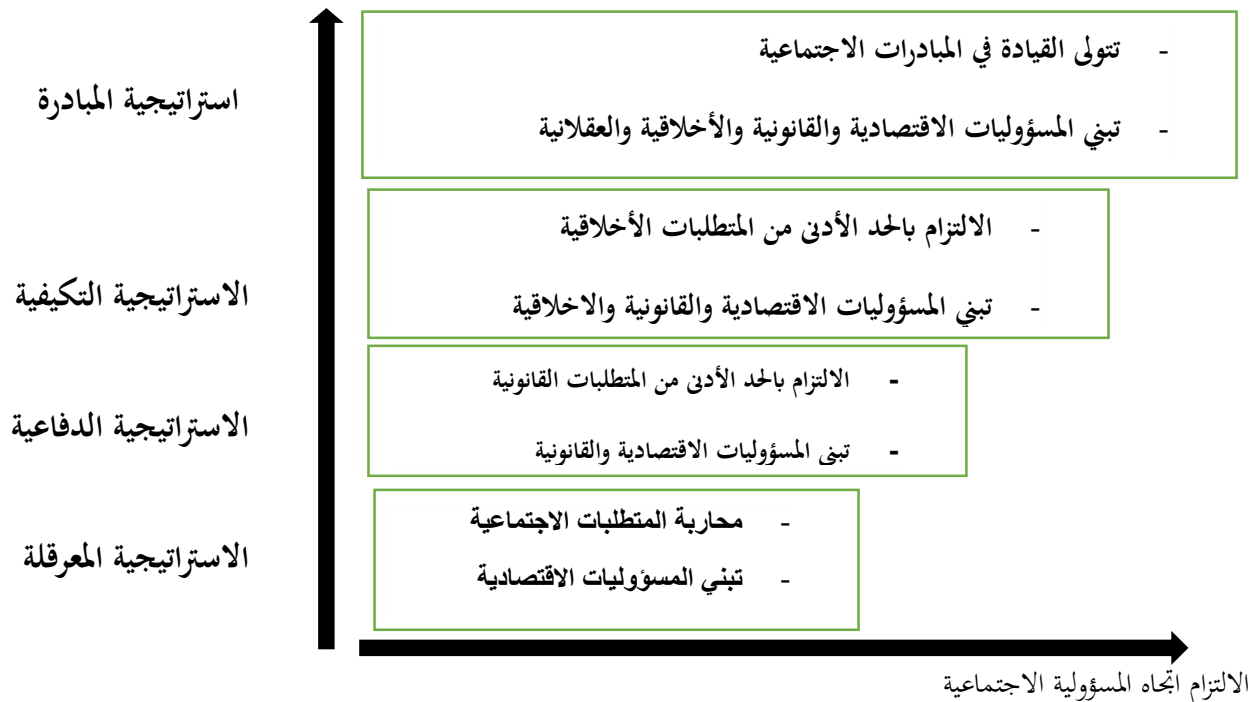 - تتولى القيادة في المبادرات الاجتماعية
استراتيجية المبادرة
- تبني المسؤوليات الاقتصادية والقانونية والأخلاقية والعقلانية
- الالتزام بالحد الأدنى من المتطلبات الأخلاقية
الاستراتيجية التكيفية
- تبني المسؤوليات الاقتصادية والقانونية والاخلاقية
- الالتزام بالحد الأدنى من المتطلبات القانونية
الاستراتيجية الدفاعية
- تبني المسؤوليات الاقتصادية والقانونية
- محاربة المتطلبات الاجتماعية
الاستراتيجية المعرقلة
- تبني المسؤوليات الاقتصادية
الالتزام اتجاه المسؤولية الاجتماعية